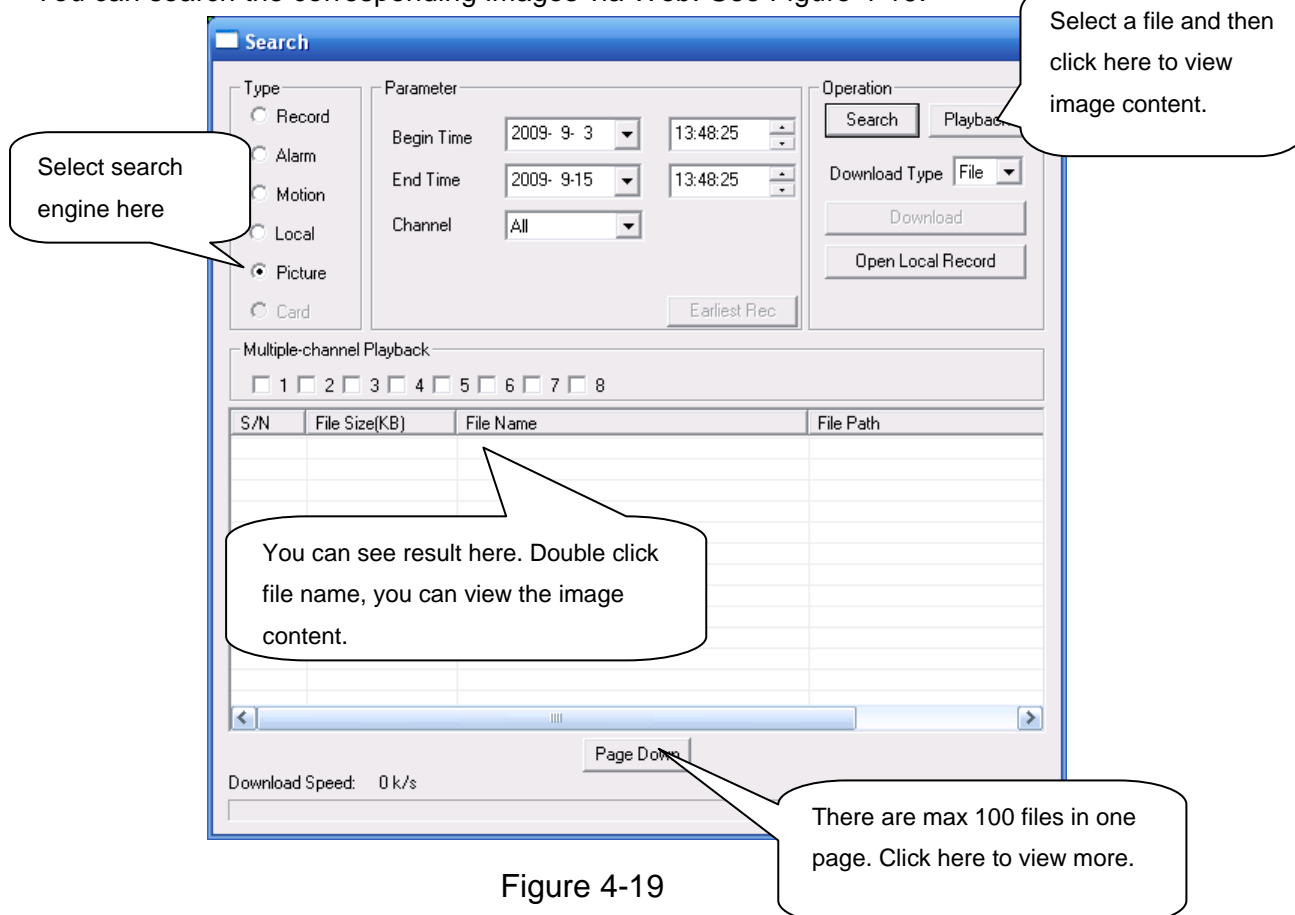 Select a file and then
click here to view
image content.
Search
Type
Record
Alarm
Motion
Local
Picture
Card
Select search
engine here
Parameter
Begin Time 2009- 9- 3 13:48:25
End Time 2009- 9-15 13:48:25
Channel All
Earliest Rec
Operation
Search
Download Type File
Download
Open Local Record
Multiple-channel Playback
1 2 3 4 5 6 7 8
S/N File Size(KB) File Name File Path
You can see result here. Double click
file name, you can view the image
content.
Page Down
Download Speed: 0 k/s
There are max 100 files in one
page. Click here to view more.
Figure 4-19